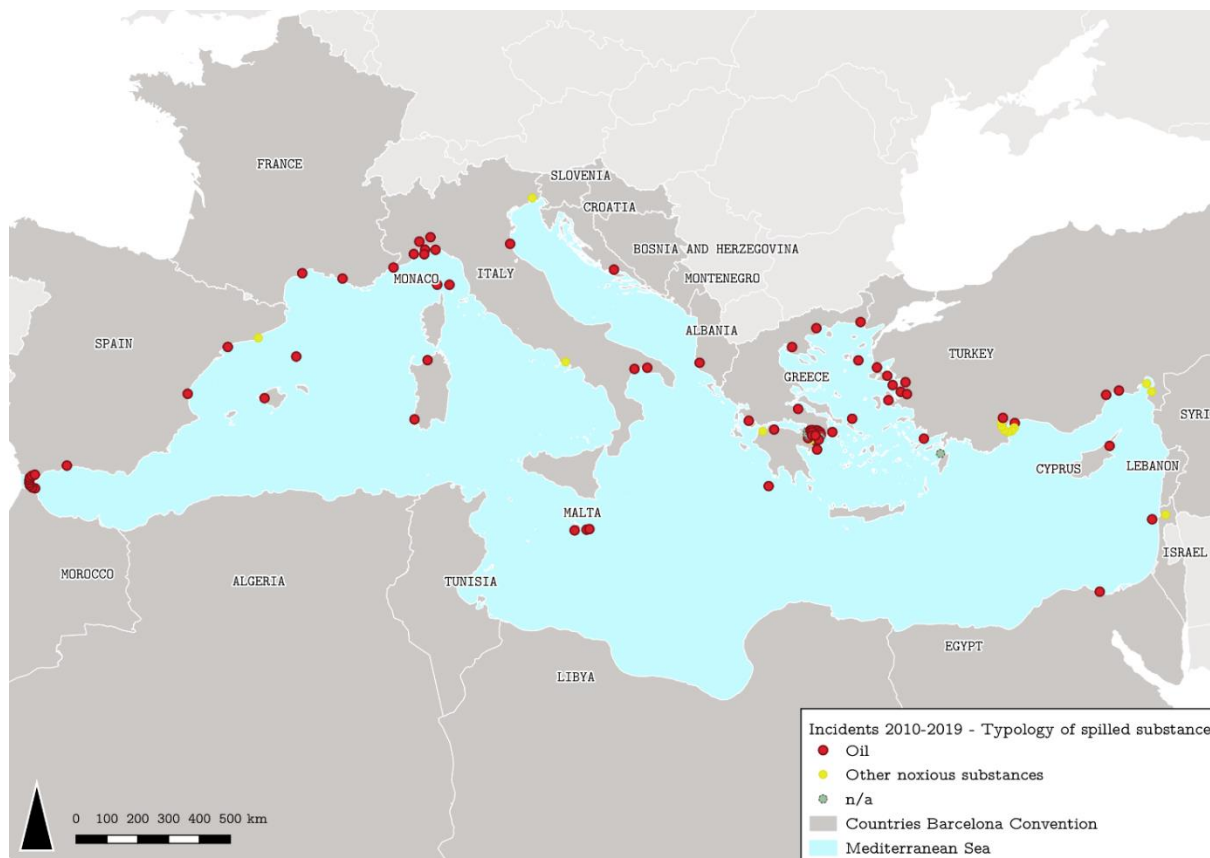 FRANCE
SLOVENIA
CROATIA
BOSNIA AND HERZEGOVINA
MONACO
ITALY
MONTENEGRO
SPAIN
ALBANIA
TURKEY
GREECE
SYRI
CYPRUS
LEBANON
MALTA
ISRAEL
MOROCCO
ALGERIA
TUNISIA
EGYPT
LIBYA
Incidents 2010-2019 - Typology of spilled substance
Oil
Other noxious substances
n/a
Countries Barcelona Convention
Mediterranean Sea
0 100 200 300 400 500 km